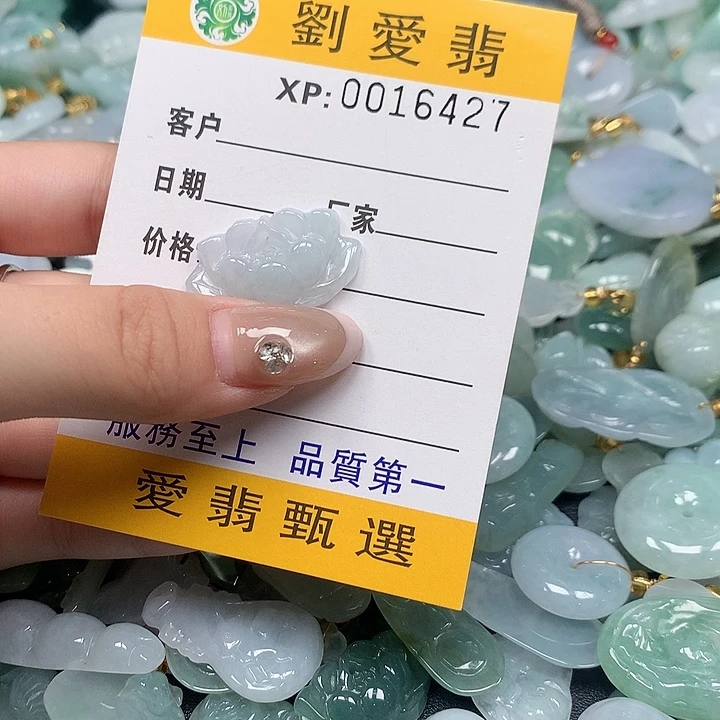 劉愛翡
XP: 0016427
客户
日期 厂家
价格
服務至上 品質第一
愛翡甄選